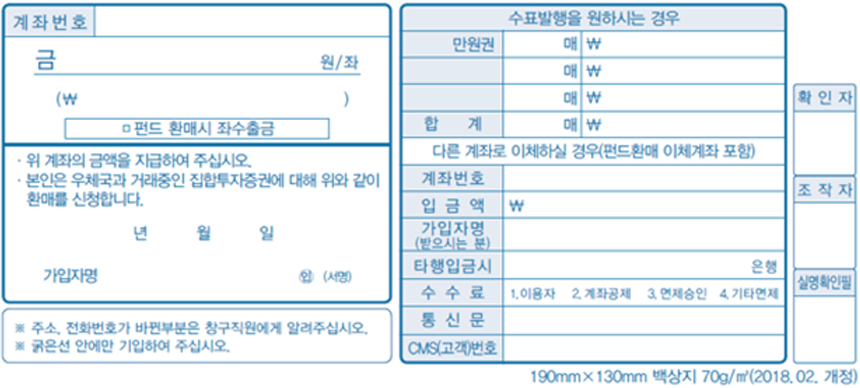 계좌번호
금 원/좌
(₩ )
□ 펀드 환매시 좌수출금
· 위 계좌의 금액을 지급하여 주십시오.
· 본인은 우체국과 거래중인 집합투자증권에 대해 위와 같이
환매를 신청합니다.
년 월 일
가입자명 ㊞ (서명)
※ 주소, 전화번호가 바뀐부분은 창구직원에게 알려주십시오.
※ 굵은선 안에만 기입하여 주십시오.
수표발행을 원하시는 경우
만원권 매 ₩
매 ₩
매 ₩
합 계 매 ₩
다른 계좌로 이체하실 경우(펀드환매 이체계좌 포함)
계좌번호
입 금 액 ₩
가입자명
(받으시는 분)
타행입금시 은행
수 수 료 1.이용자 2.계좌공제 3.면제승인 4.기타면제
통 신 문
CMS(고객)번호
확 인 자
조 작 자
실명확인필
190mm×130mm 백상지 70g/㎡(2018. 02. 개정)